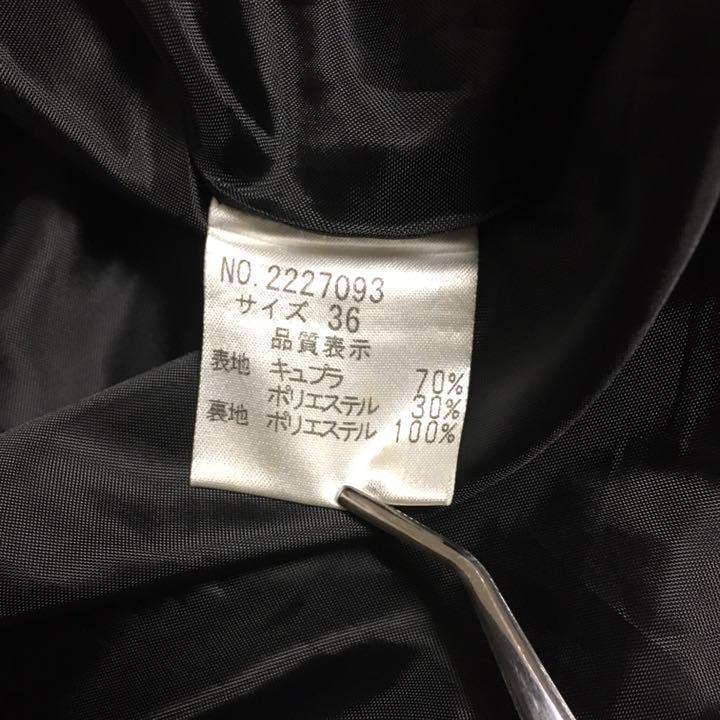 NO.2227093
サイズ 36
品質表示
表地 キュプラ 70%
ポリエステル 30%
裏地 ポリエステル 100%